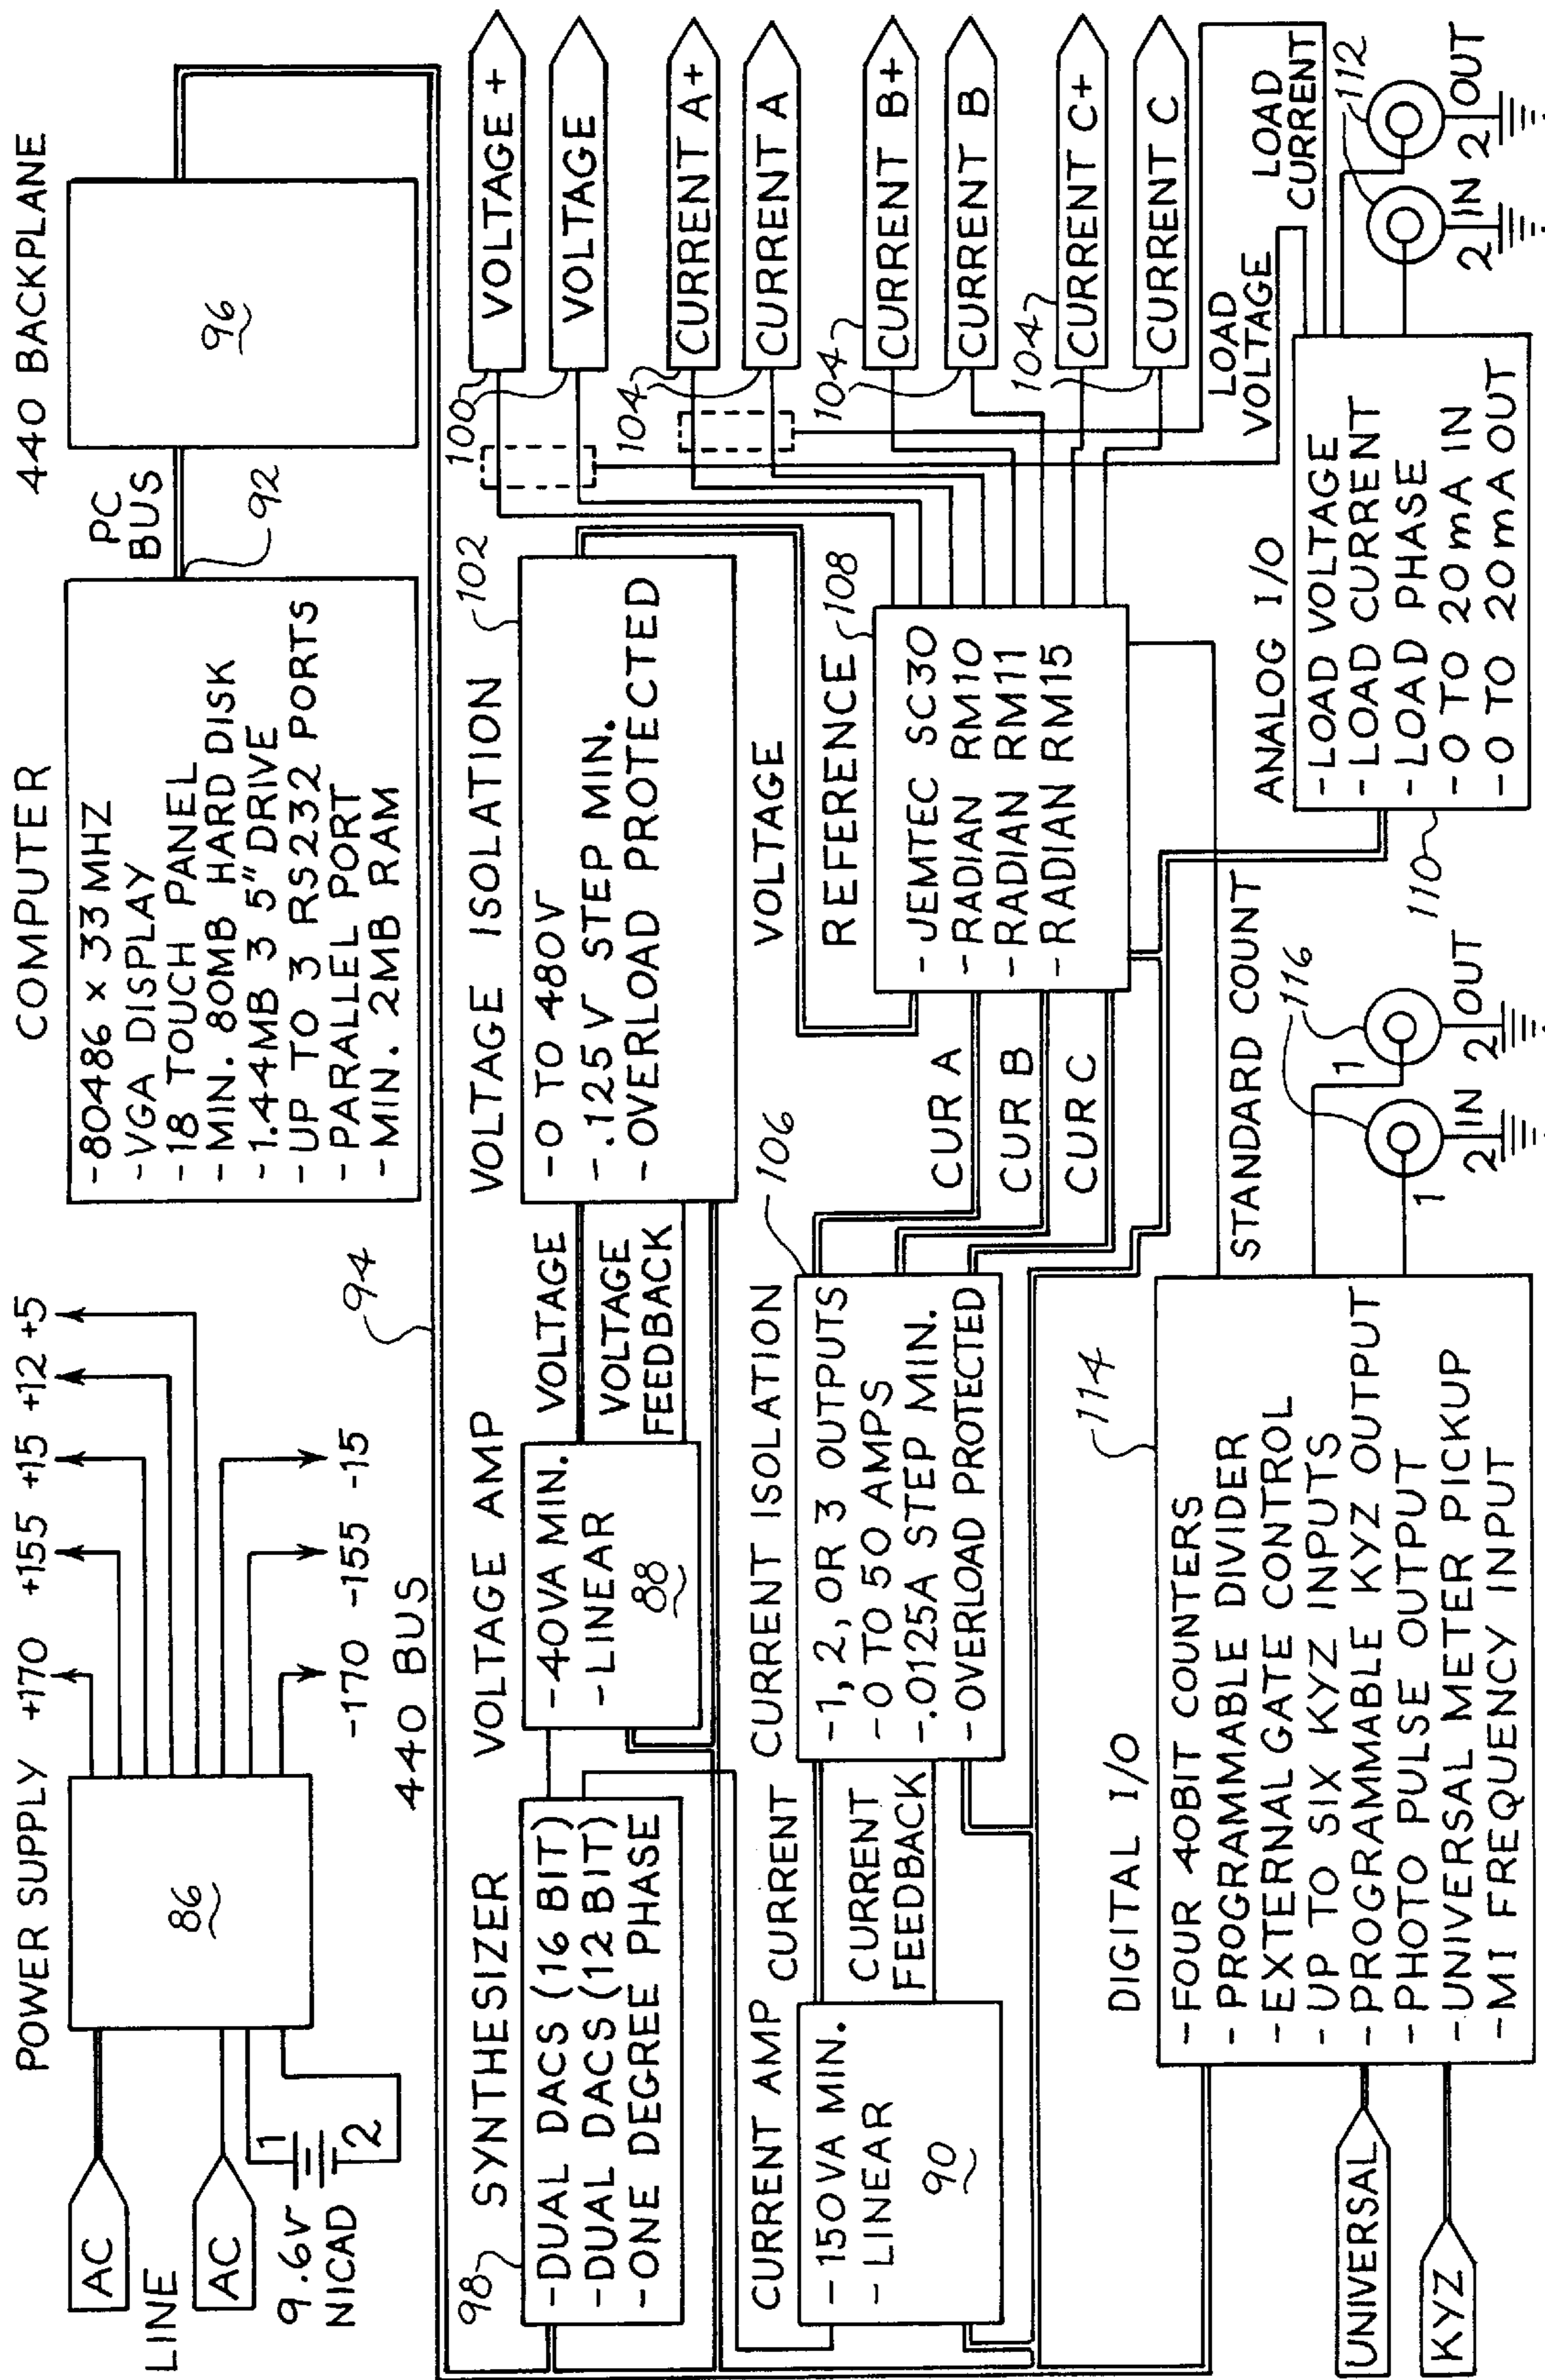 POWER SUPPLY
+170 +155 +15 +12 +5
86
-170 -155 -15
AC
LINE
AC
9.6V
NICAD
1
2
COMPUTER
-80486 x 33 MHZ
-VGA DISPLAY
-18 TOUCH PANEL
-MIN. 80MB HARD DISK
-1.44MB 3 5" DRIVE
-UP TO 3 RS232 PORTS
-PARALLEL PORT
-MIN. 2MB RAM
PC
BUS
92
440 BACKPLANE
96
94
440 BUS
98
SYNTHESIZER
-DUAL DACS (16 BIT)
-DUAL DACS (12 BIT)
-ONE DEGREE PHASE
VOLTAGE AMP
-40VA MIN.
-LINEAR
88
VOLTAGE
VOLTAGE
FEEDBACK
VOLTAGE ISOLATION
102
-0 TO 480V
-.125V STEP MIN.
-OVERLOAD PROTECTED
VOLTAGE
100
VOLTAGE +
VOLTAGE
104
CURRENT A+
CURRENT A
104
CURRENT B+
CURRENT B
104
CURRENT C+
CURRENT C
CURRENT AMP
-150VA MIN.
-LINEAR
90
CURRENT
CURRENT
FEEDBACK
CURRENT ISOLATION
106
-1, 2, OR 3 OUTPUTS
-0 TO 50 AMPS
-.0125A STEP MIN.
-OVERLOAD PROTECTED
CUR A
CUR B
CUR C
REFERENCE
108
-JEMTEC SC30
-RADIAN RM10
-RADIAN RM11
-RADIAN RM15
LOAD
VOLTAGE
LOAD
CURRENT
DIGITAL I/O
114
-FOUR 40BIT COUNTERS
-PROGRAMMABLE DIVIDER
-EXTERNAL GATE CONTROL
-UP TO SIX KYZ INPUTS
-PROGRAMMABLE KYZ OUTPUT
-PHOTO PULSE OUTPUT
-UNIVERSAL METER PICKUP
-MI FREQUENCY INPUT
UNIVERSAL
KYZ
STANDARD COUNT
116
1
2 IN
1
2 OUT
ANALOG I/O
110
-LOAD VOLTAGE
-LOAD CURRENT
-LOAD PHASE
-0 TO 20mA IN
-0 TO 20mA OUT
112
2 IN
2 OUT